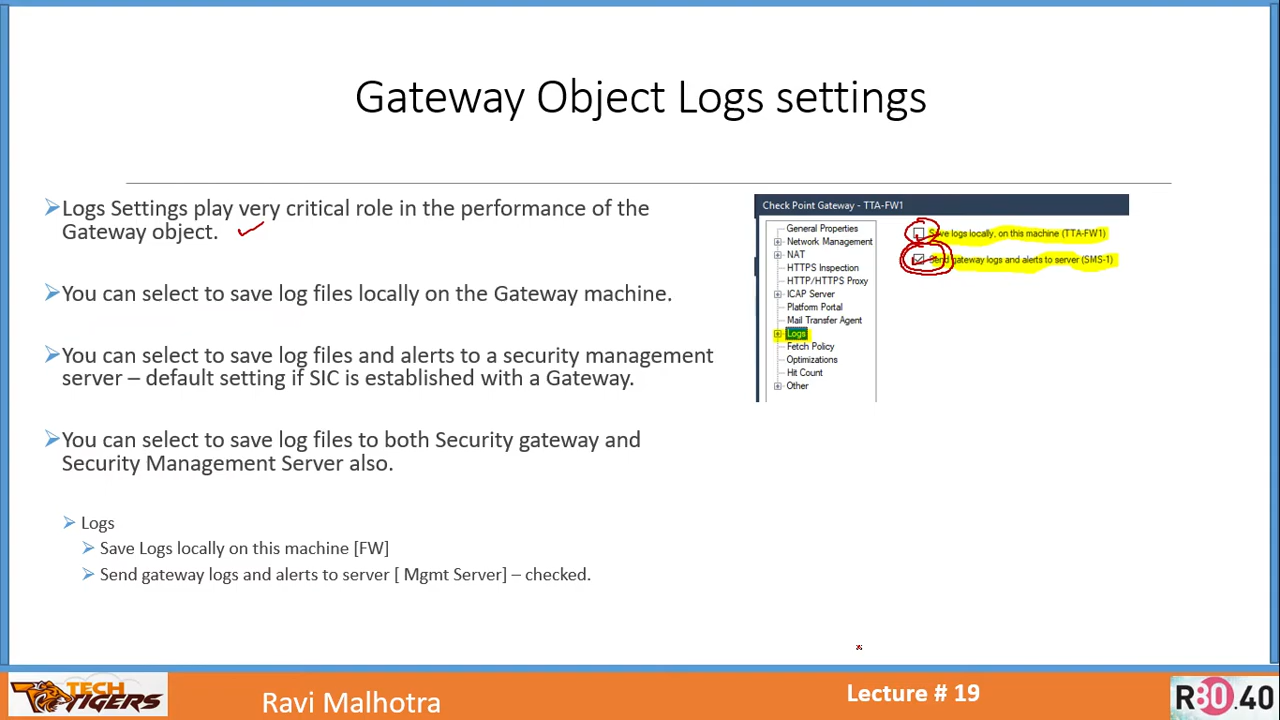 Gateway Object Logs settings
Logs Settings play very critical role in the performance of the
Gateway object.
You can select to save log files locally on the Gateway machine.
You can select to save log files and alerts to a security management
server – default setting if SIC is established with a Gateway.
You can select to save log files to both Security gateway and
Security Management Server also.
Logs
Save Logs locally on this machine [FW]
Send gateway logs and alerts to server [ Mgmt Server] – checked.
Check Point Gateway - TTA-FW1
General Properties
Network Management
NAT
HTTPS Inspection
HTTP/HTTPS Proxy
ICAP Server
Platform Portal
Mail Transfer Agent
Logs
Fetch Policy
Optimizations
Hit Count
Other
Save logs locally, on this machine (TTA-FW1)
Send gateway logs and alerts to server (SMS-1)
TECH
TIGERS
Ravi Malhotra
Lecture # 19
R80.40